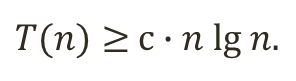 T(n) ≥ c · n lg n.